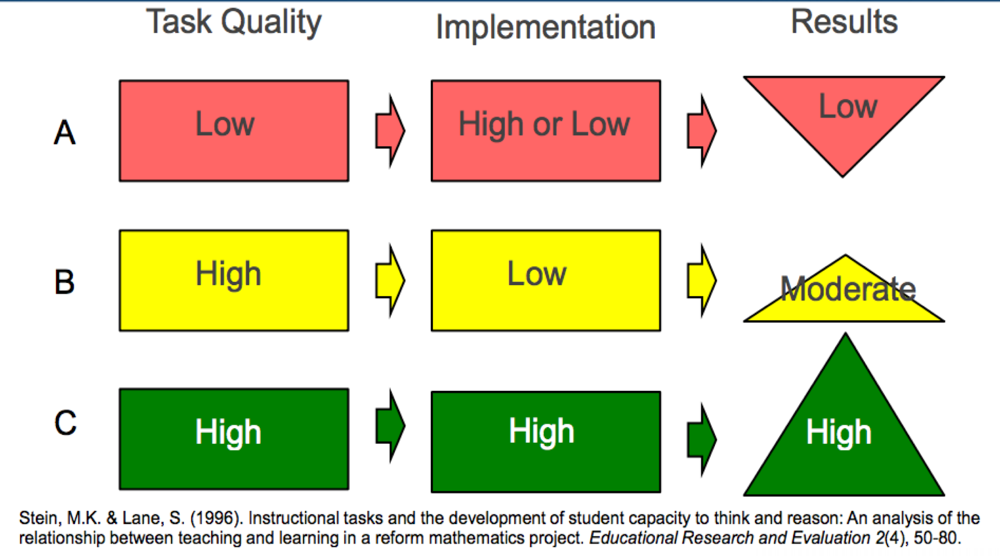 Task Quality Implementation Results
A Low High or Low Low
B High Low Moderate
C High High High
Stein, M.K. & Lane, S. (1996). Instructional tasks and the development of student capacity to think and reason: An analysis of the
relationship between teaching and learning in a reform mathematics project. Educational Research and Evaluation 2(4), 50-80.